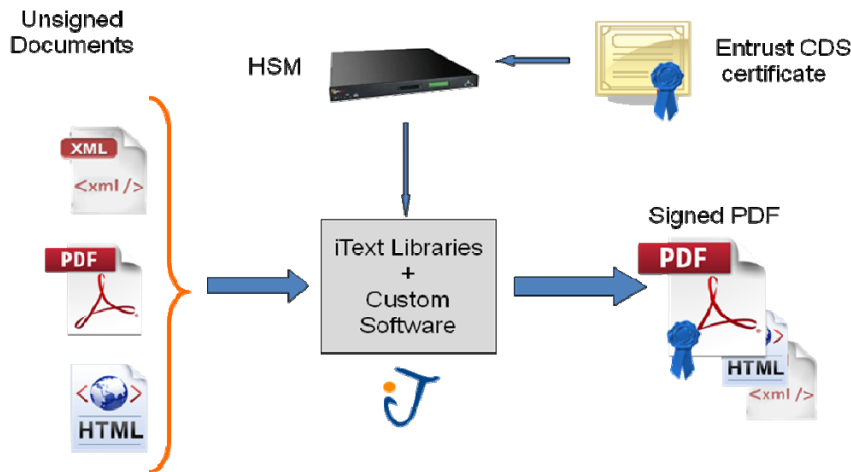 Unsigned
Documents
HSM
Entrust CDS
certificate
XML
<xml />
PDF
< >
HTML
iText Libraries
+
Custom
Software
iT
Signed PDF
PDF
HTML
<xml />